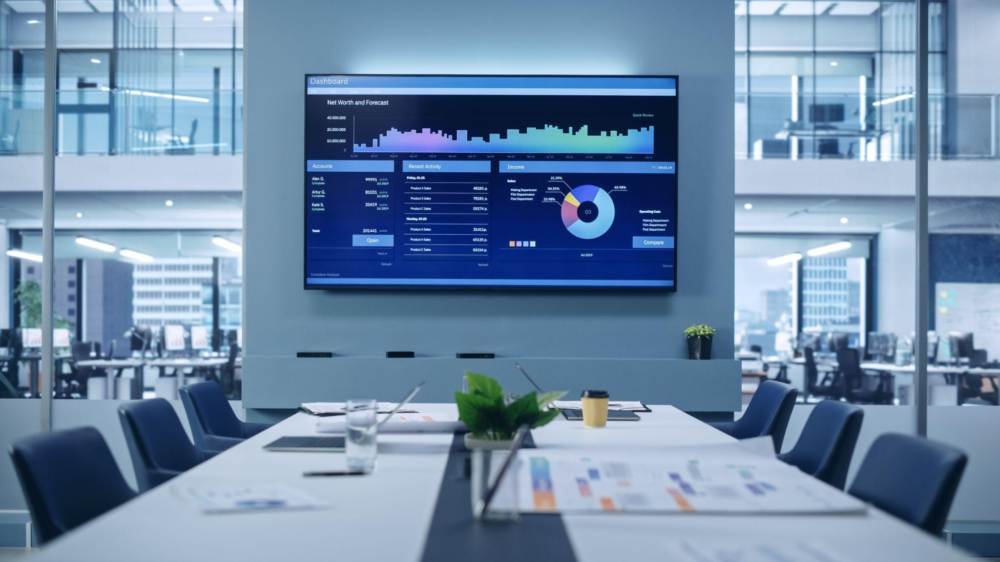 Dashboard
File Edit View Help
Net Worth and Forecast
Quick Review
40.000.000
20.000.000
10.000.000
0
Jun 19 Jul 19 Aug 19 Sep 19 Oct 19 Nov 19 Dec 19 Jan 20 Feb 20 Mar 20 Apr 20 Jun 20 Jul 20 Aug 20 Sep 20
Accounts
Alex G. 99991 points
Complete Jul 2019
Artur G. 81031 points
Complete Jul 2019
Kate S, 20419 points
Complete Jul 2019
Total: 201441 points
Open
Team A
Refresh
Recent Activity
Friday, 01.05
Product A Sales 48181 p.
Product X Sales 78181 p.
Product C Sales 03174 p.
Monday, 03.05
Product A Sales 31411p.
Product X Sales 65135 p.
Product C Sales 03154 p.
Refresh
Income 09.03.19
Sales:
Making Department
Film Departmeent
Post Department
21.39%
04.55%
23.98%
65.98%
Q3
Operating Cost:
Making Department
Film Departmeent
Post Department
Compare
Jul 2019
Refresh
Complete Analysis